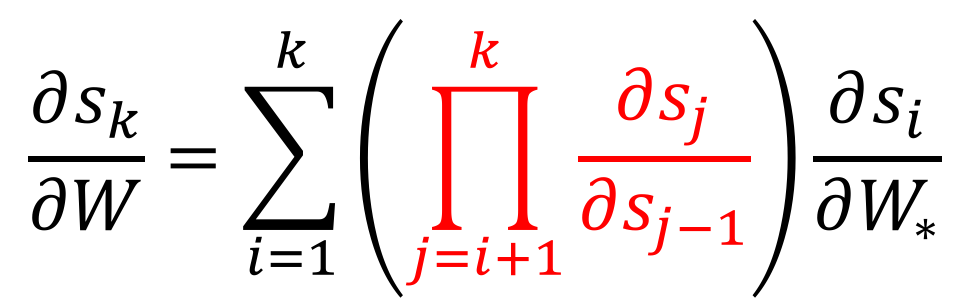 ∂s_k/∂W = ∑_{i=1}^{k} (∏_{j=i+1}^{k} ∂s_j/∂s_{j−1}) ∂s_i/∂W_*